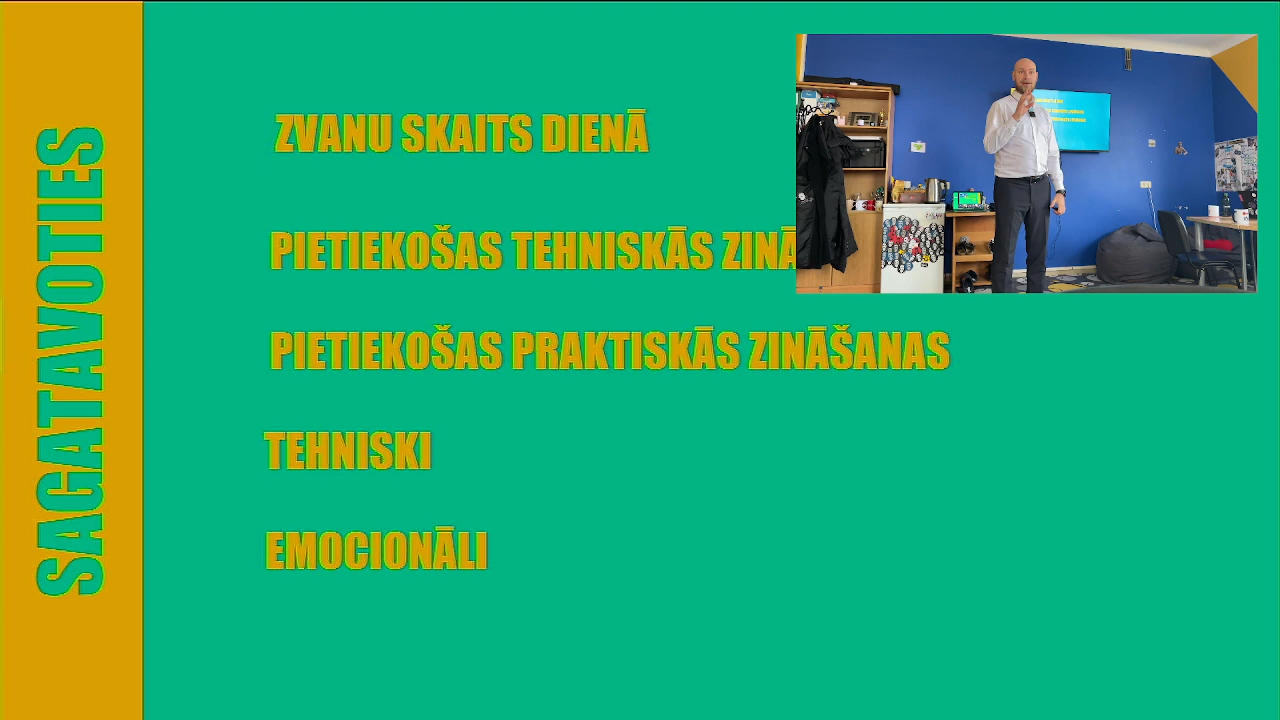 SAGATAVOTIES
ZVANU SKAITS DIENĀ
PIETIEKOŠAS TEHNISKĀS ZINĀ
PIETIEKOŠAS PRAKTISKĀS ZINĀŠANAS
TEHNISKI
EMOCIONĀLI